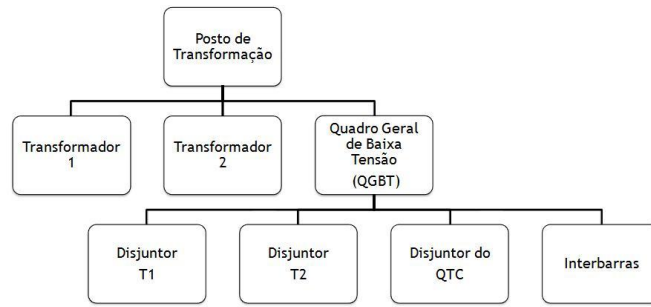 Posto de
Transformação
Transformador
1
Transformador
2
Quadro Geral
de Baixa
Tensão
(QGBT)
Disjuntor
T1
Disjuntor
T2
Disjuntor do
QTC
Interbarras